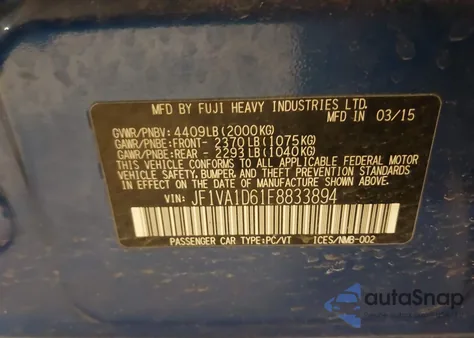 MFD BY FUJI HEAVY INDUSTRIES LTD.
MFD IN 03/15
GVWR/PNBV: 4409LB(2000KG)
GAWR/PNBE:FRONT- 2370LB(1075KG)
GAWR/PNBE:REAR - 2293LB(1040KG)
THIS VEHICLE CONFORMS TO ALL APPLICABLE FEDERAL MOTOR
VEHICLE SAFETY, BUMPER, AND THEFT PREVENTION STANDARDS IN
EFFECT ON THE DATE OF MANUFACTURE SHOWN ABOVE.
VIN: JF1VA1D61F8833894
PASSENGER CAR TYPE:PC/VT ICES/NMB-002
autoSnap